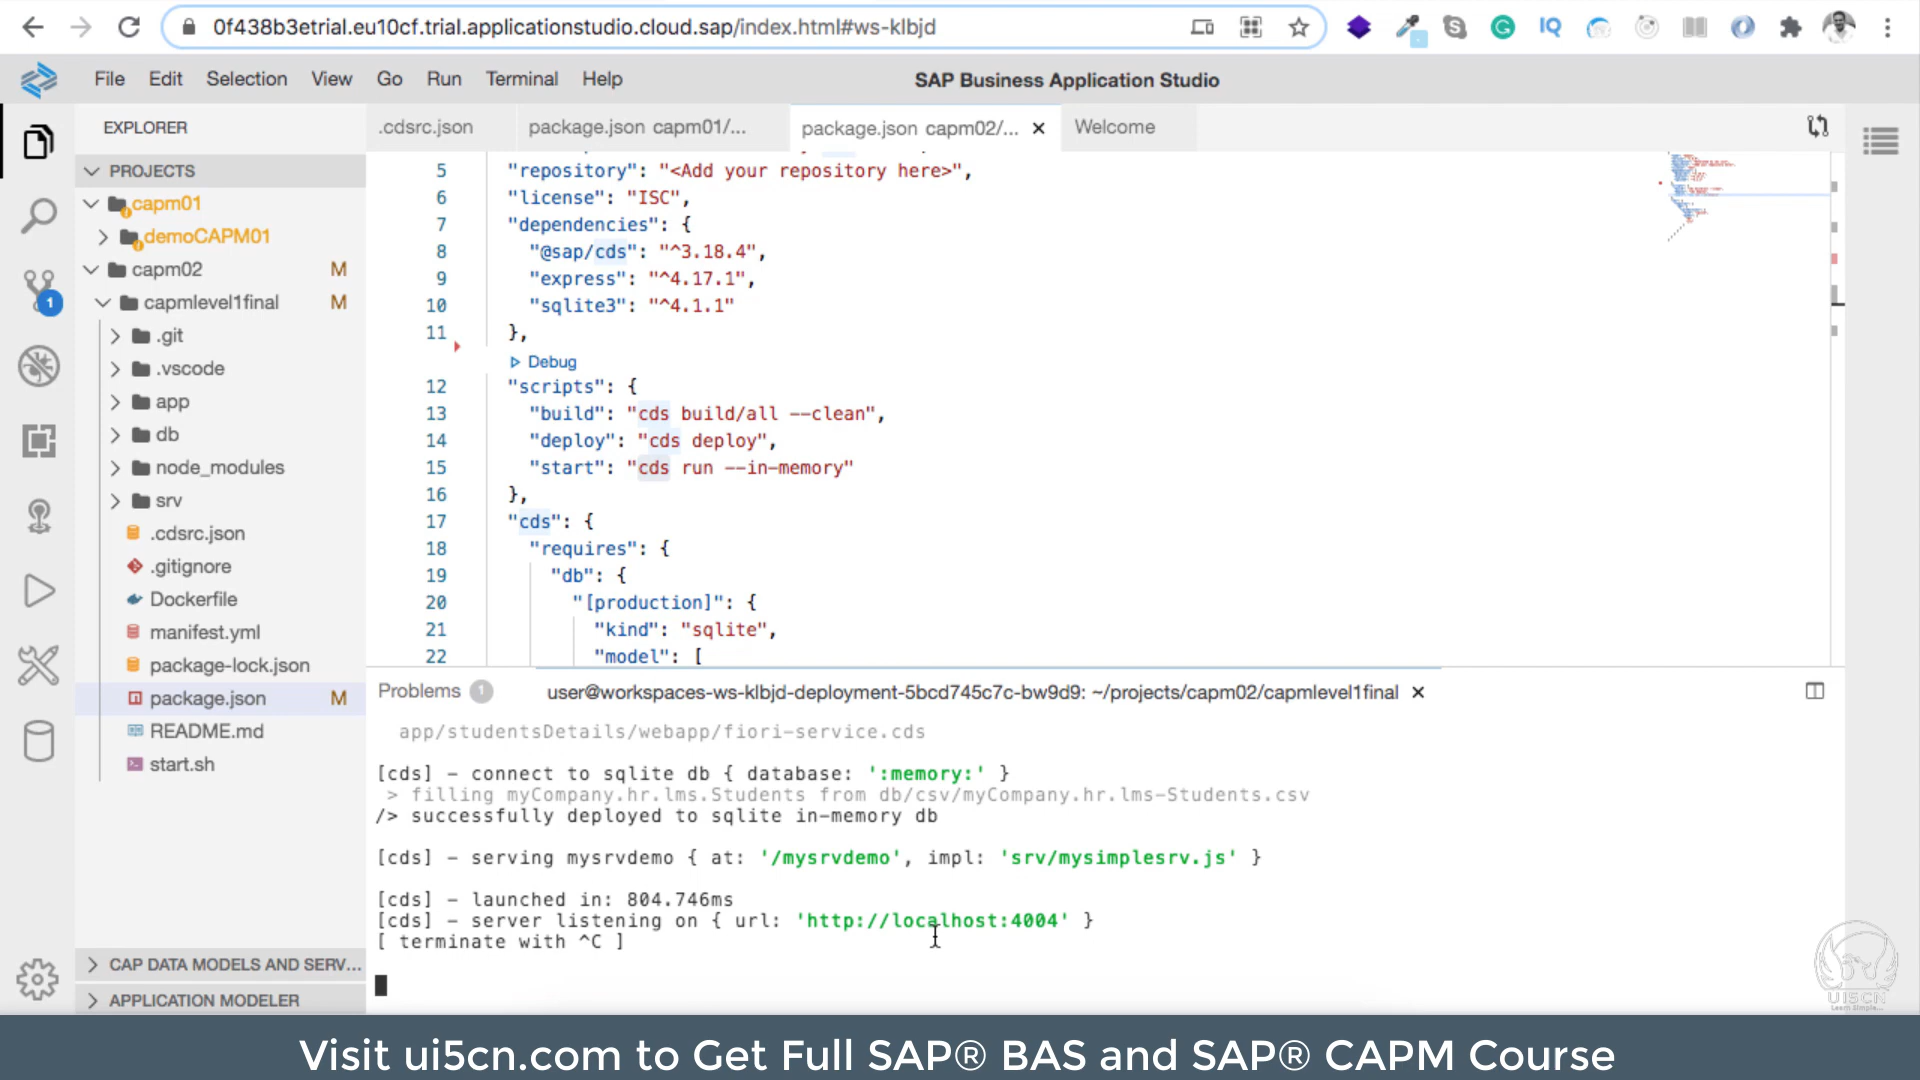 0f438b3etrial.eu10cf.trial.applicationstudio.cloud.sap/index.html#ws-klbjd
File Edit Selection View Go Run Terminal Help
SAP Business Application Studio
EXPLORER
.cdsrc.json
package.json capm01/...
package.json capm02/...
Welcome
PROJECTS
capm01
demoCAPM01
capm02 M
capmlevel1final M
.git
.vscode
app
db
node_modules
srv
.cdsrc.json
.gitignore
Dockerfile
manifest.yml
package-lock.json
package.json M
README.md
start.sh
CAP DATA MODELS AND SERV...
APPLICATION MODELER
1
5 "repository": "<Add your repository here>",
6 "license": "ISC",
7 "dependencies": {
8 "@sap/cds": "^3.18.4",
9 "express": "^4.17.1",
10 "sqlite3": "^4.1.1"
11 },
Debug
12 "scripts": {
13 "build": "cds build/all --clean",
14 "deploy": "cds deploy",
15 "start": "cds run --in-memory"
16 },
17 "cds": {
18 "requires": {
19 "db": {
20 "[production]": {
21 "kind": "sqlite",
22 "model": [
Problems 1
user@workspaces-ws-klbjd-deployment-5bcd745c7c-bw9d9: ~/projects/capm02/capmlevel1final
app/studentsDetails/webapp/fiori-service.cds
[cds] - connect to sqlite db { database: ':memory:' }
> filling myCompany.hr.lms.Students from db/csv/myCompany.hr.lms-Students.csv
/> successfully deployed to sqlite in-memory db
[cds] - serving mysrvdemo { at: '/mysrvdemo', impl: 'srv/mysimplesrv.js' }
[cds] - launched in: 804.746ms
[cds] - server listening on { url: 'http://localhost:4004' }
[ terminate with ^C ]
UI5CN
Learn Simple...
Visit ui5cn.com to Get Full SAP® BAS and SAP® CAPM Course